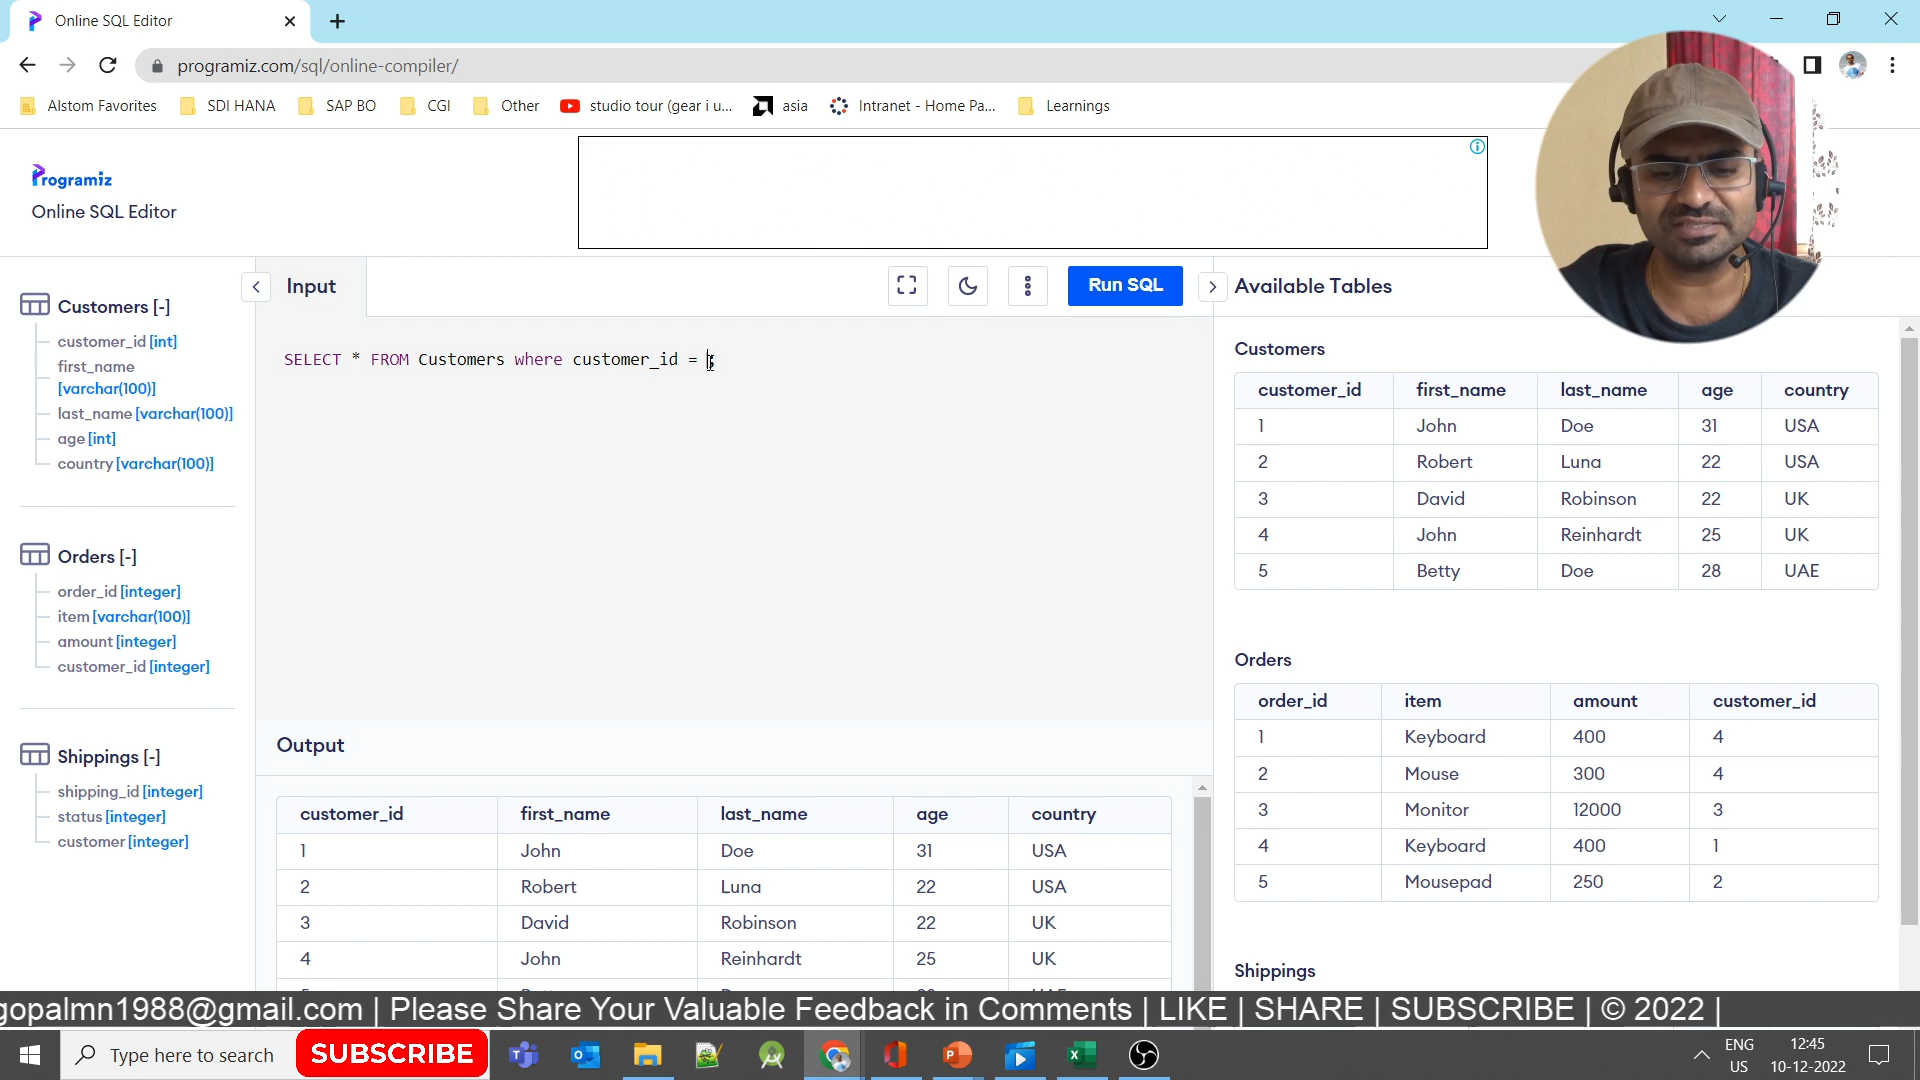 Online SQL Editor
programiz.com/sql/online-compiler/
Alstom Favorites SDI HANA SAP BO CGI Other studio tour (gear i u... asia Intranet - Home Pa... Learnings
Programiz
Online SQL Editor
Customers [-]
customer_id [int]
first_name
[varchar(100)]
last_name [varchar(100)]
age [int]
country [varchar(100)]
Orders [-]
order_id [integer]
item [varchar(100)]
amount [integer]
customer_id [integer]
Shippings [-]
shipping_id [integer]
status [integer]
customer [integer]
Input
Run SQL
SELECT * FROM Customers where customer_id = ;
Output
customer_id first_name last_name age country
1 John Doe 31 USA
2 Robert Luna 22 USA
3 David Robinson 22 UK
4 John Reinhardt 25 UK
Available Tables
Customers
customer_id first_name last_name age country
1 John Doe 31 USA
2 Robert Luna 22 USA
3 David Robinson 22 UK
4 John Reinhardt 25 UK
5 Betty Doe 28 UAE
Orders
order_id item amount customer_id
1 Keyboard 400 4
2 Mouse 300 4
3 Monitor 12000 3
4 Keyboard 400 1
5 Mousepad 250 2
Shippings
gopalmn1988@gmail.com | Please Share Your Valuable Feedback in Comments | LIKE | SHARE | SUBSCRIBE | © 2022 |
Type here to search
SUBSCRIBE
ENG
US
12:45
10-12-2022